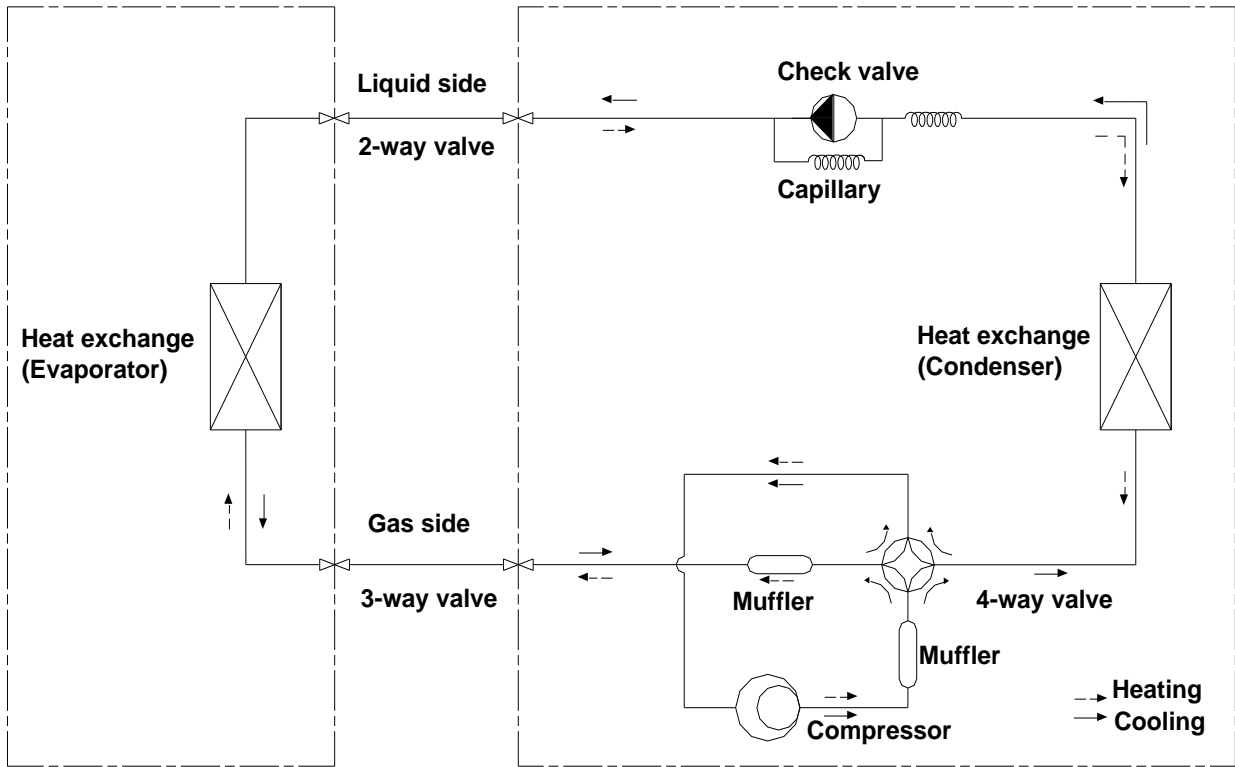 Check valve
Liquid side
2-way valve
Capillary
Heat exchange
(Evaporator)
Heat exchange
(Condenser)
Gas side
3-way valve
Muffler
4-way valve
Muffler
Compressor
Heating
Cooling